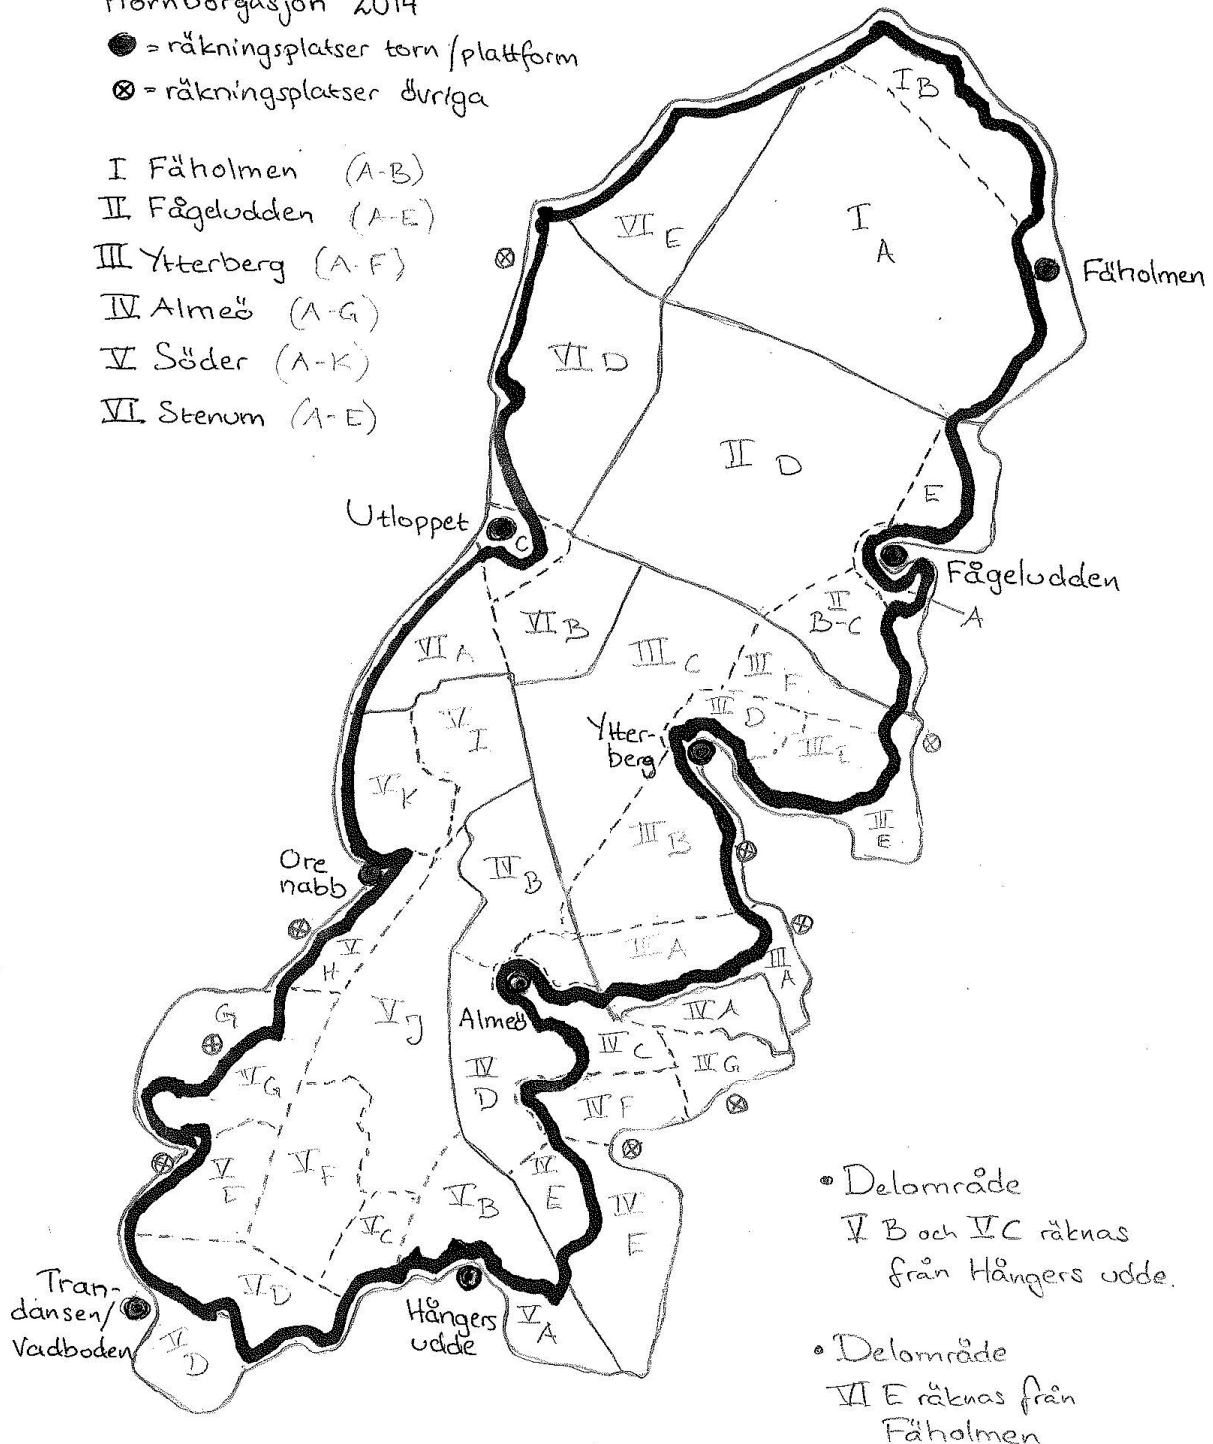 Hornborgasjön 2014
= räkningsplatser torn/plattform
= räkningsplatser övriga
I Fäholmen (A-B)
II Fågeludden (A-E)
III Ytterberg (A-F)
IV Almeö (A-G)
V Söder (A-K)
VI Stenum (A-E)
I B
VI E
I A
Fäholmen
VI D
II D
E
Utloppet
C
Fågeludden
II B-C
A
VI B
VI A
III C
III F
III D
V I
Ytter-
berg
III E
V K
III B
III E
Ore
nabb
IV B
V H
III A
III A
G
V J
Almeö
IV A
IV C
III G
IV D
V G
IV F
V E
V F
IV E
V B
IV E
V C
• Delområde
V B och V C räknas
från Hångers udde.
V D
Tran-
dansen/
Vadboden
Hångers
udde
V A
V D
• Delområde
VI E räknas från
Fäholmen